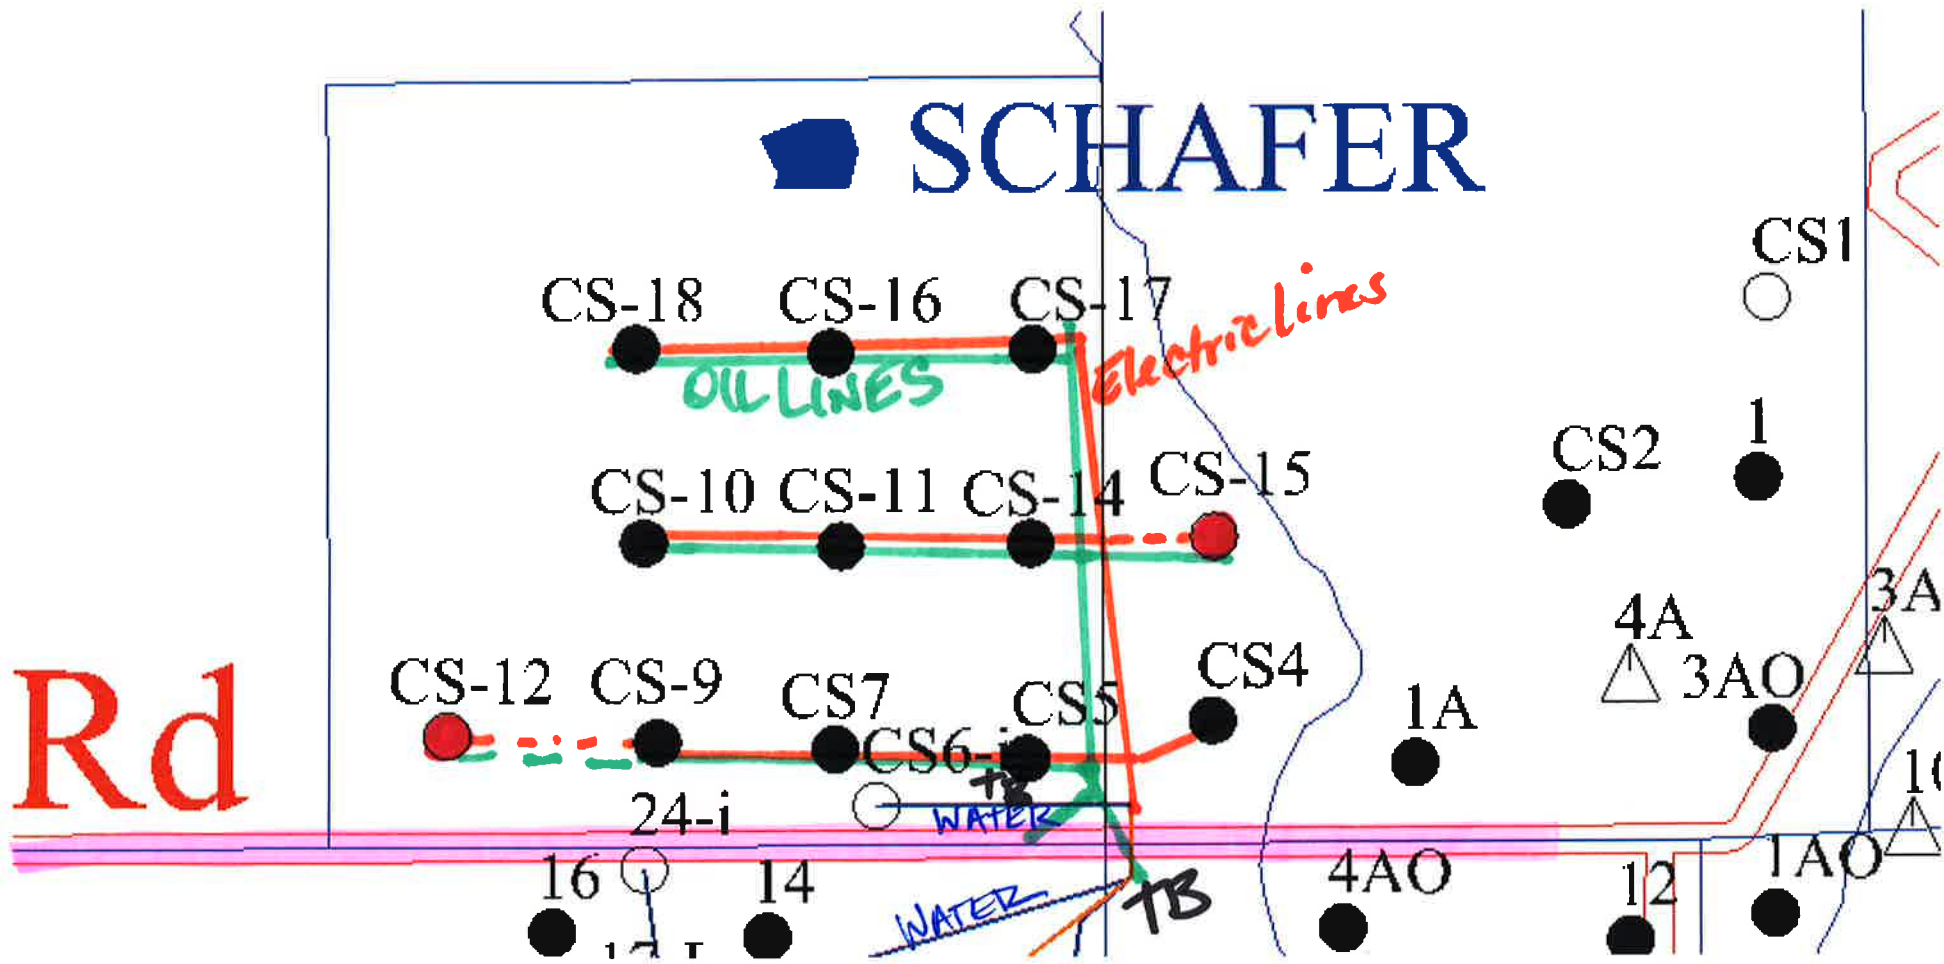 SCHAFER
CS1
CS-18 CS-16 CS-17
Electric lines
OIL LINES
CS2 1
CS-10 CS-11 CS-14 CS-15
3A
4A
CS-12 CS-9 CS7 CS5 CS4
3AO
1A
Rd
CS6-i
TB
WATER
24-i
16 14 4AO 12 1AO
WATER
TB